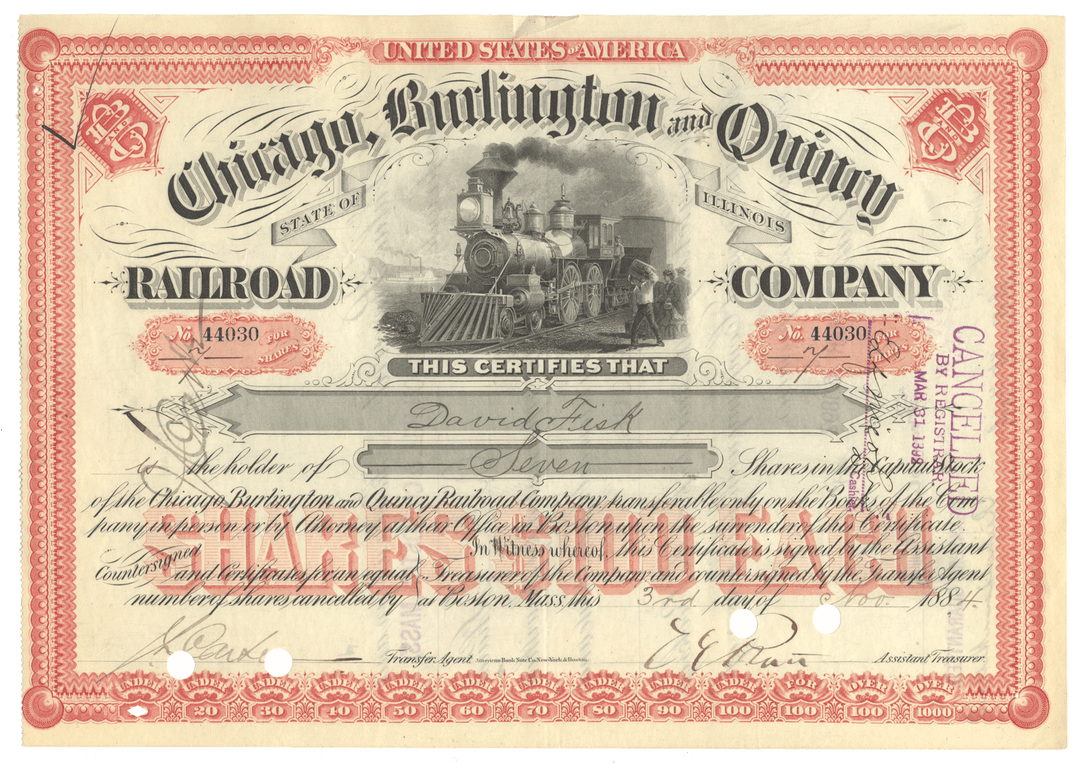 UNITED STATES OF AMERICA
Chicago, Burlington and Quincy
STATE OF ILLINOIS
RAILROAD COMPANY
No. 44030 FOR SHARES
No. 44030 FOR SHARES
7
THIS CERTIFIES THAT
David Fisk
is the holder of Seven Shares in the Capital Stock
of the Chicago, Burlington and Quincy Railroad Company transferable only on the Books of the Com-
pany in person or by Attorney at their Office in Boston upon the surrender of this Certificate.
SHARES $100 EACH
In Witness whereof, this Certificate is signed by the Assistant
Treasurer of the Company and countersigned by the Transfer Agent
at Boston, Mass. this 3rd day of Nov. 1884.
Countersigned
and Certificates for an equal
number of shares cancelled by
Transfer Agent
American Bank Note Co. New-York & Boston.
Assistant Treasurer.
CANCELLED
BY REGISTRAR
MAR 31
Cashier
UNDER UNDER 20 UNDER 30 UNDER 40 UNDER 50 UNDER 60 UNDER 70 UNDER 80 UNDER 90 UNDER 100 FOR 100 OVER 100 OVER 1000